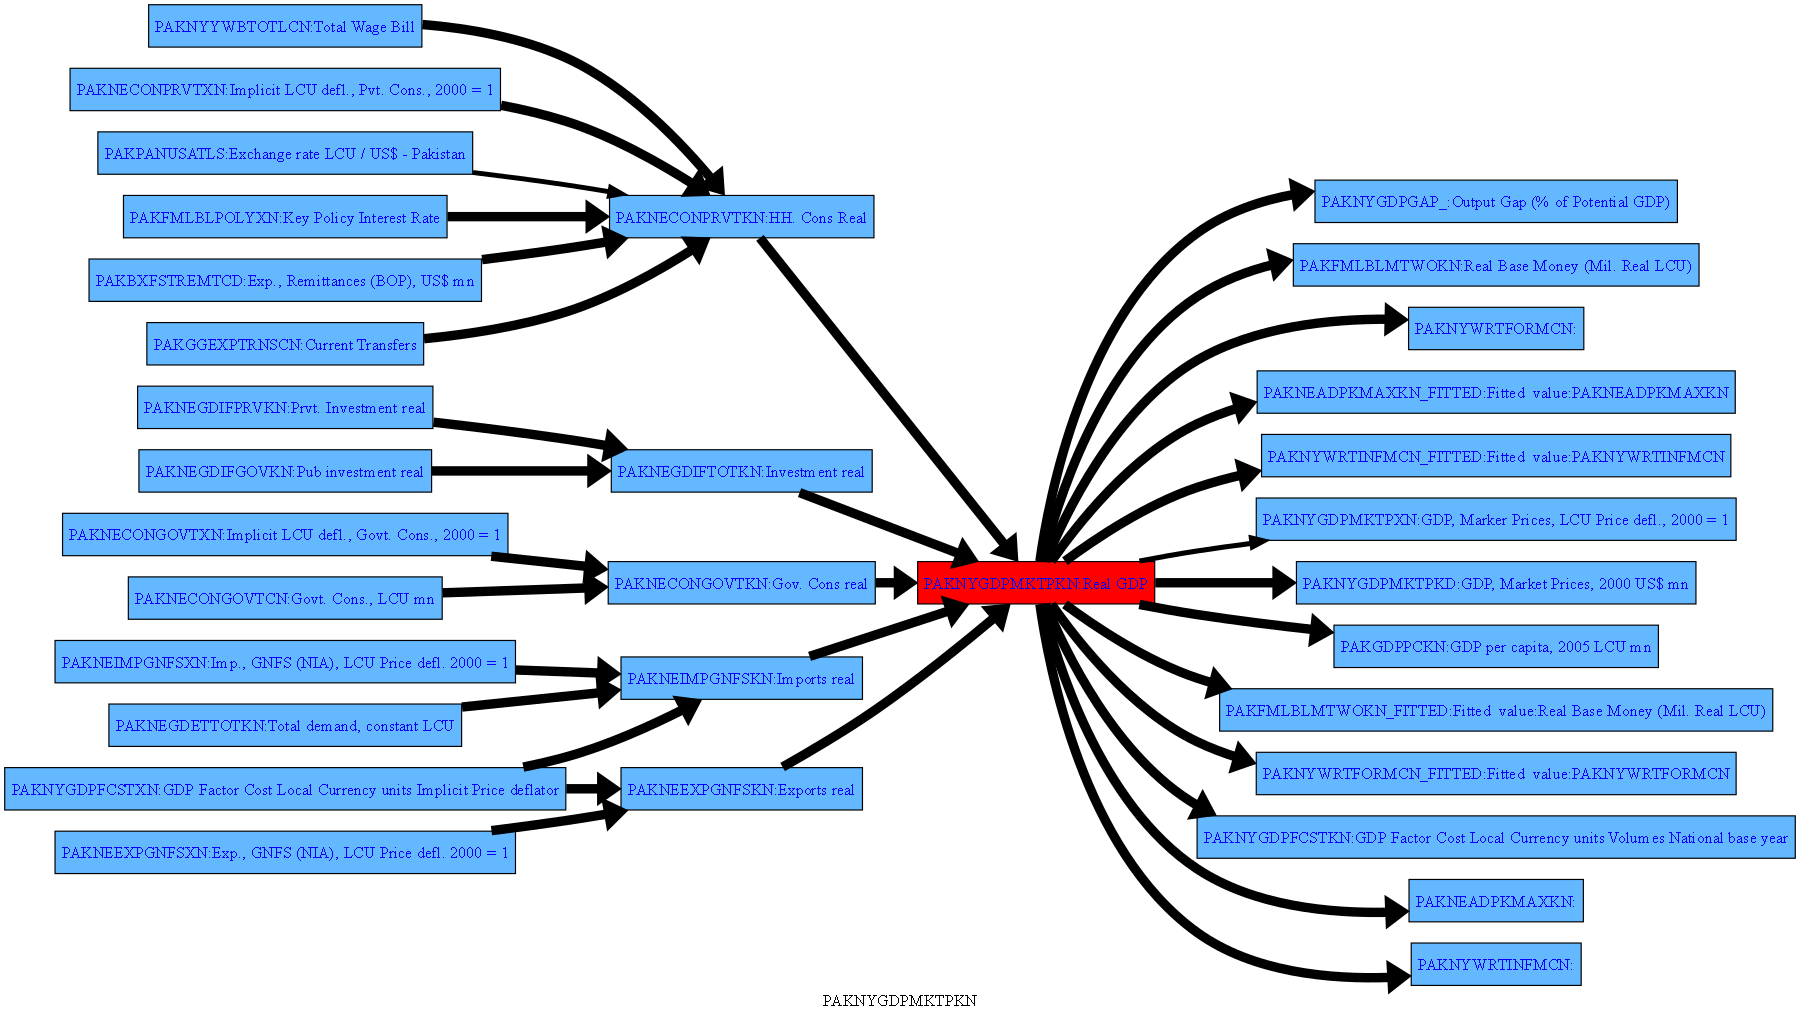 PAKNYYWBTOTLCN:Total Wage Bill
PAKNECONPRVTXN:Implicit LCU defl., Pvt. Cons., 2000 = 1
PAKPANUSATLS:Exchange rate LCU / US$ - Pakistan
PAKFMLBLPOLYXN:Key Policy Interest Rate
PAKBXFSTREMTCD:Exp., Remittances (BOP), US$ mn
PAKGGEXPTRNSCN:Current Transfers
PAKNEGDIFPRVKN:Prvt. Investment real
PAKNEGDIFGOVKN:Pub investment real
PAKNECONGOVTXN:Implicit LCU defl., Govt. Cons., 2000 = 1
PAKNECONGOVTCN:Govt. Cons., LCU mn
PAKNEIMPGNFSXN:Imp., GNFS (NIA), LCU Price defl. 2000 = 1
PAKNEGDETTOTKN:Total demand, constant LCU
PAKNYGDPFCSTXN:GDP Factor Cost Local Currency units Implicit Price deflator
PAKNEEXPGNFSXN:Exp., GNFS (NIA), LCU Price defl. 2000 = 1
PAKNECONPRVTKN:HH. Cons Real
PAKNEGDIFTOTKN:Investment real
PAKNECONGOVTKN:Gov. Cons real
PAKNEIMPGNFSKN:Imports real
PAKNEEXPGNFSKN:Exports real
PAKNYGDPMKTPKN:Real GDP
PAKNYGDPGAP_:Output Gap (% of Potential GDP)
PAKFMLBLMTWOKN:Real Base Money (Mil. Real LCU)
PAKNYWRTFORMCN:
PAKNEADPKMAXKN_FITTED:Fitted value:PAKNEADPKMAXKN
PAKNYWRTINFMCN_FITTED:Fitted value:PAKNYWRTINFMCN
PAKNYGDPMKTPXN:GDP, Marker Prices, LCU Price defl., 2000 = 1
PAKNYGDPMKTPKD:GDP, Market Prices, 2000 US$ mn
PAKGDPPCKN:GDP per capita, 2005 LCU mn
PAKFMLBLMTWOKN_FITTED:Fitted value:Real Base Money (Mil. Real LCU)
PAKNYWRTFORMCN_FITTED:Fitted value:PAKNYWRTFORMCN
PAKNYGDPFCSTKN:GDP Factor Cost Local Currency units Volumes National base year
PAKNEADPKMAXKN:
PAKNYWRTINFMCN:
PAKNYGDPMKTPKN